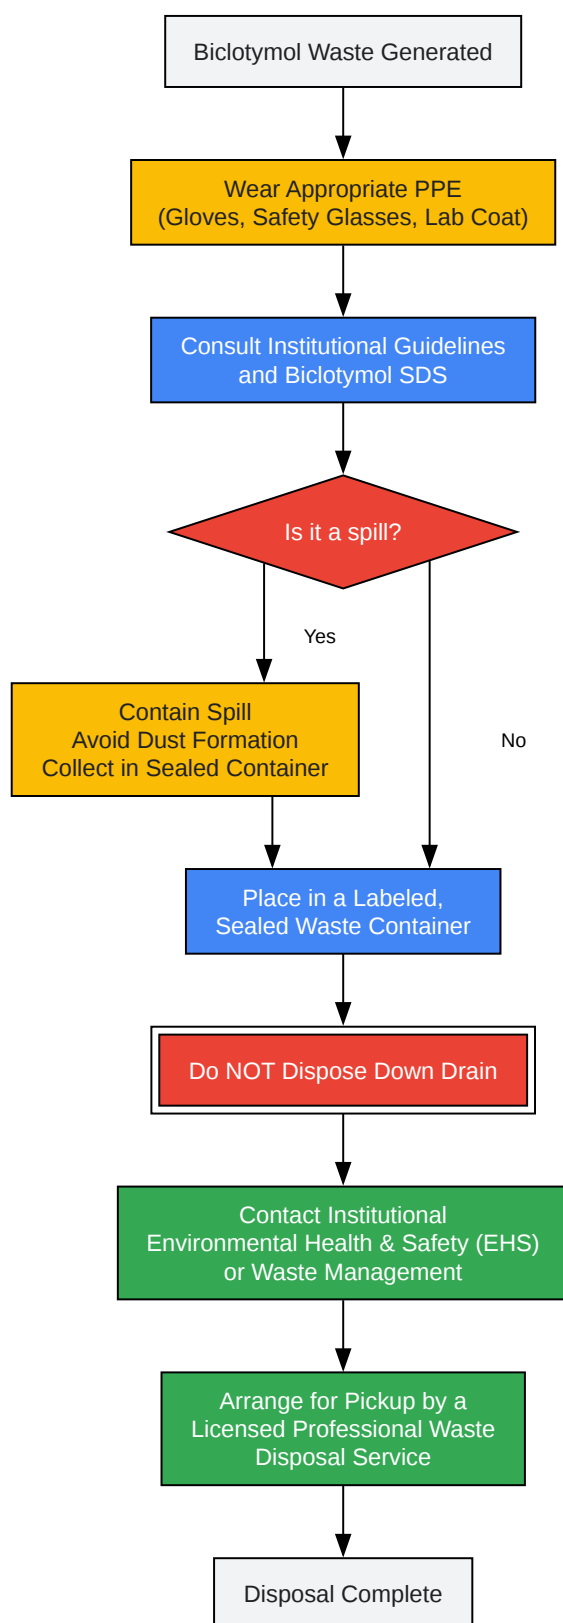 Biclotymol Waste Generated
Wear Appropriate PPE
(Gloves, Safety Glasses, Lab Coat)
Consult Institutional Guidelines
and Biclotymol SDS
Is it a spill?
Yes
Contain Spill
Avoid Dust Formation
Collect in Sealed Container
No
Place in a Labeled,
Sealed Waste Container
Do NOT Dispose Down Drain
Contact Institutional
Environmental Health & Safety (EHS)
or Waste Management
Arrange for Pickup by a
Licensed Professional Waste
Disposal Service
Disposal Complete